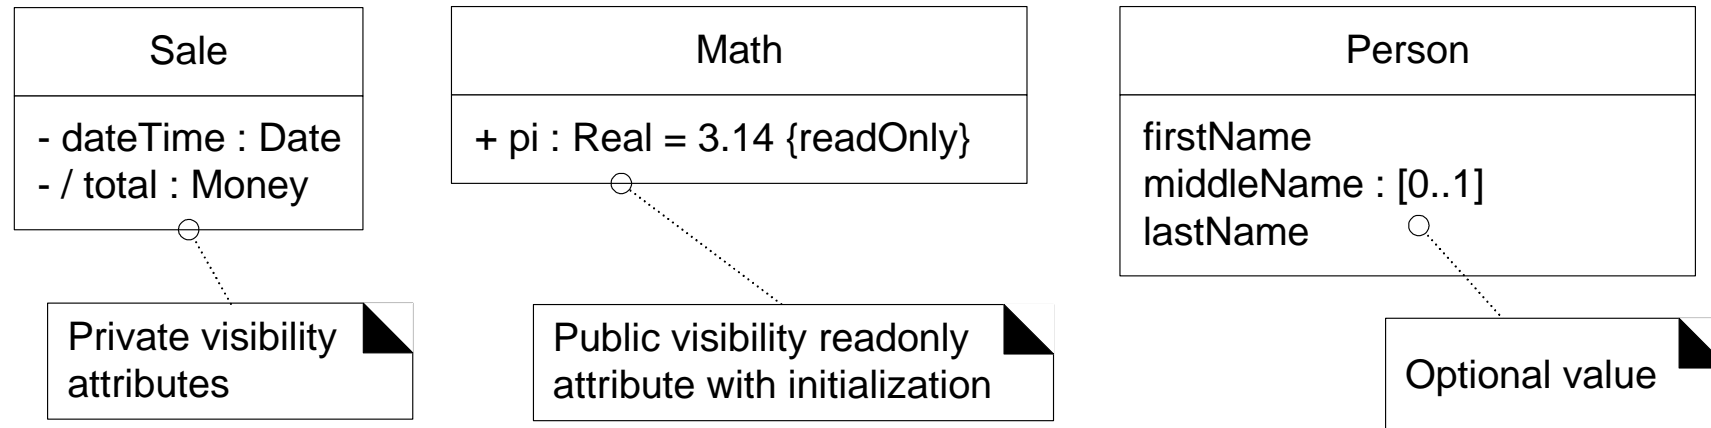 Sale
- dateTime : Date
- / total : Money
Private visibility
attributes
Math
+ pi : Real = 3.14 {readOnly}
Public visibility readonly
attribute with initialization
Person
firstName
middleName : [0..1]
lastName
Optional value